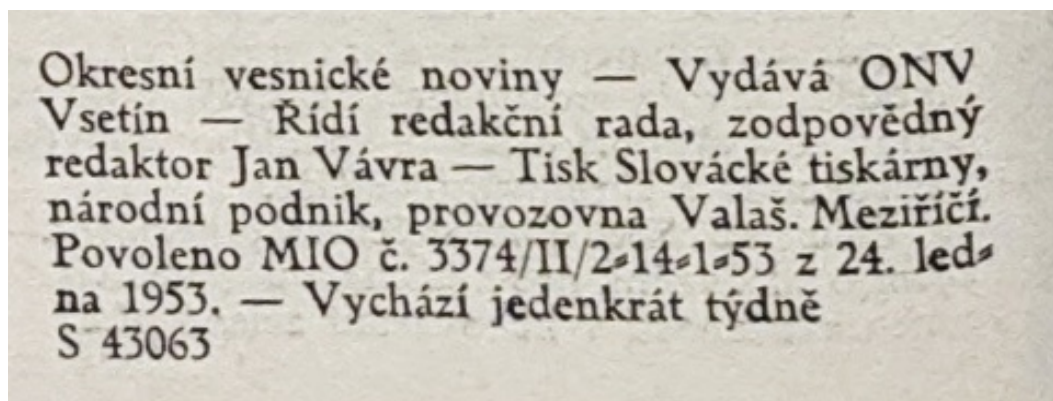 Okresní vesnické noviny — Vydává ONV
Vsetín — Řídí redakční rada, zodpovědný
redaktor Jan Vávra — Tisk Slovácké tiskárny,
národní podnik, provozovna Valaš. Meziříčí.
Povoleno MIO č. 3374/II/2-14-1-53 z 24. led-
na 1953. — Vychází jedenkrát týdně
S 43063